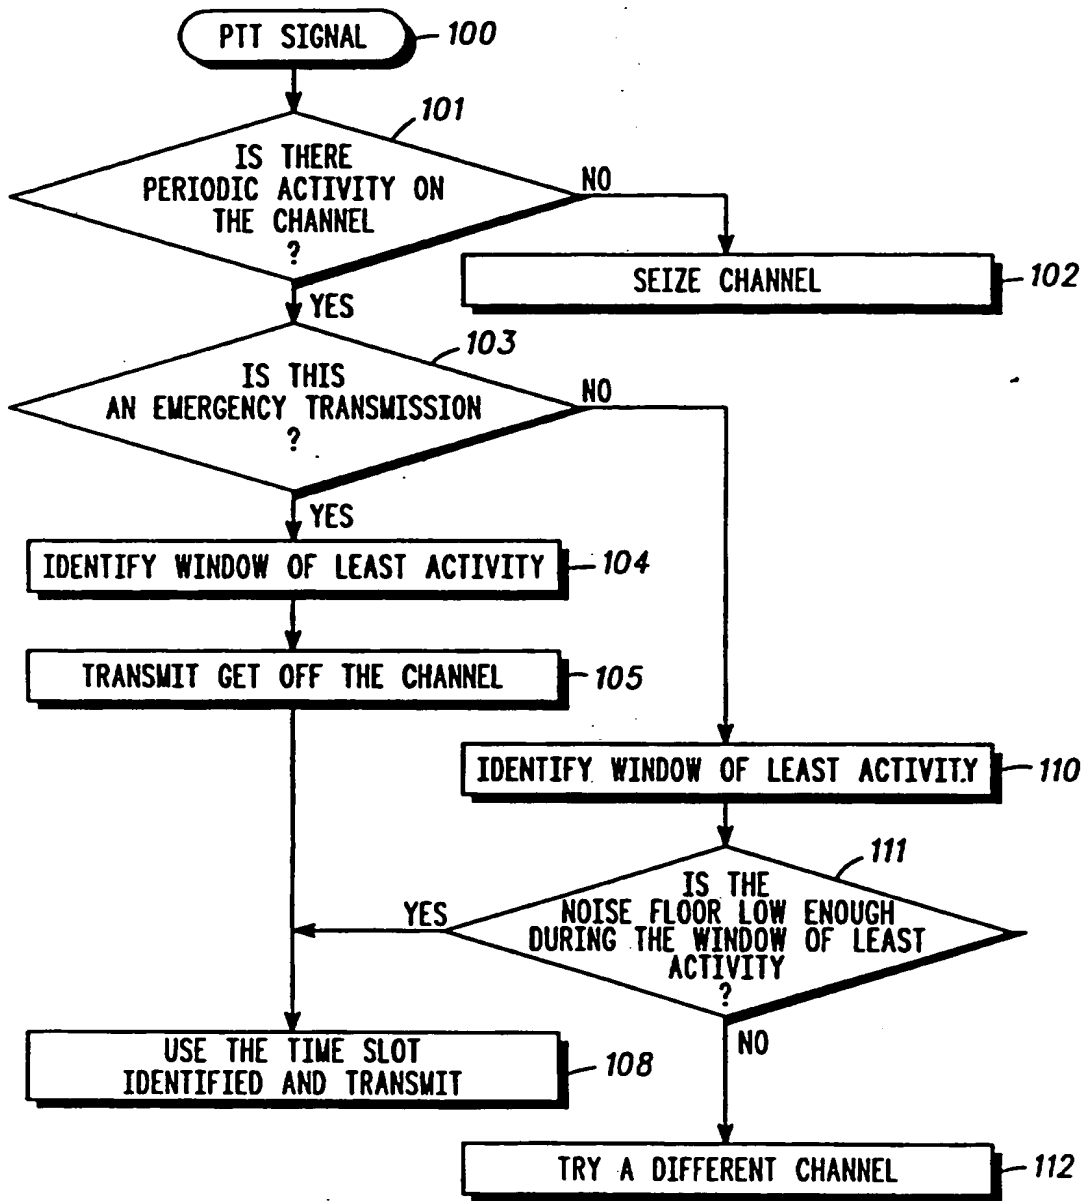 PTT SIGNAL
100
101
IS THERE
PERIODIC ACTIVITY ON
THE CHANNEL
?
NO
SEIZE CHANNEL
102
YES
103
IS THIS
AN EMERGENCY TRANSMISSION
?
NO
YES
IDENTIFY WINDOW OF LEAST ACTIVITY
104
TRANSMIT GET OFF THE CHANNEL
105
IDENTIFY WINDOW OF LEAST ACTIVITY
110
111
IS THE
NOISE FLOOR LOW ENOUGH
DURING THE WINDOW OF LEAST
ACTIVITY
?
YES
NO
USE THE TIME SLOT
IDENTIFIED AND TRANSMIT
108
TRY A DIFFERENT CHANNEL
112